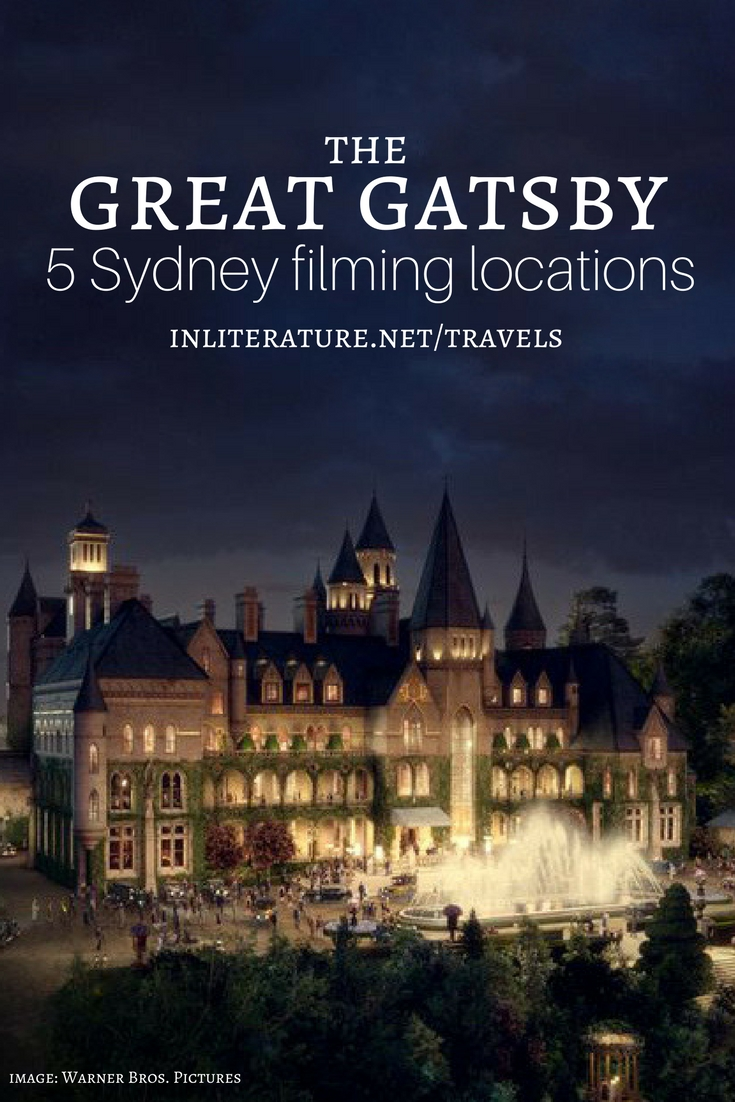 THE
GREAT GATSBY
5 Sydney filming locations
INLITERATURE.NET/TRAVELS
IMAGE: WARNER BROS. PICTURES